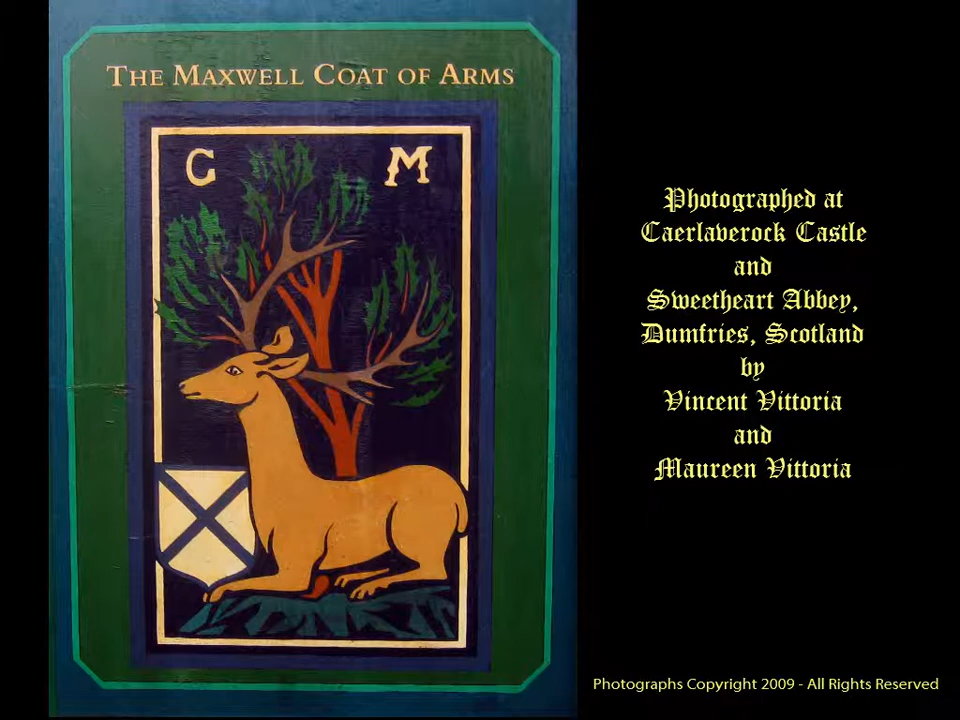 THE MAXWELL COAT OF ARMS
G M
Photographed at
Caerlaverock Castle
and
Sweetheart Abbey,
Dumfries, Scotland
by
Vincent Vittoria
and
Maureen Vittoria
Photographs Copyright 2009 - All Rights Reserved